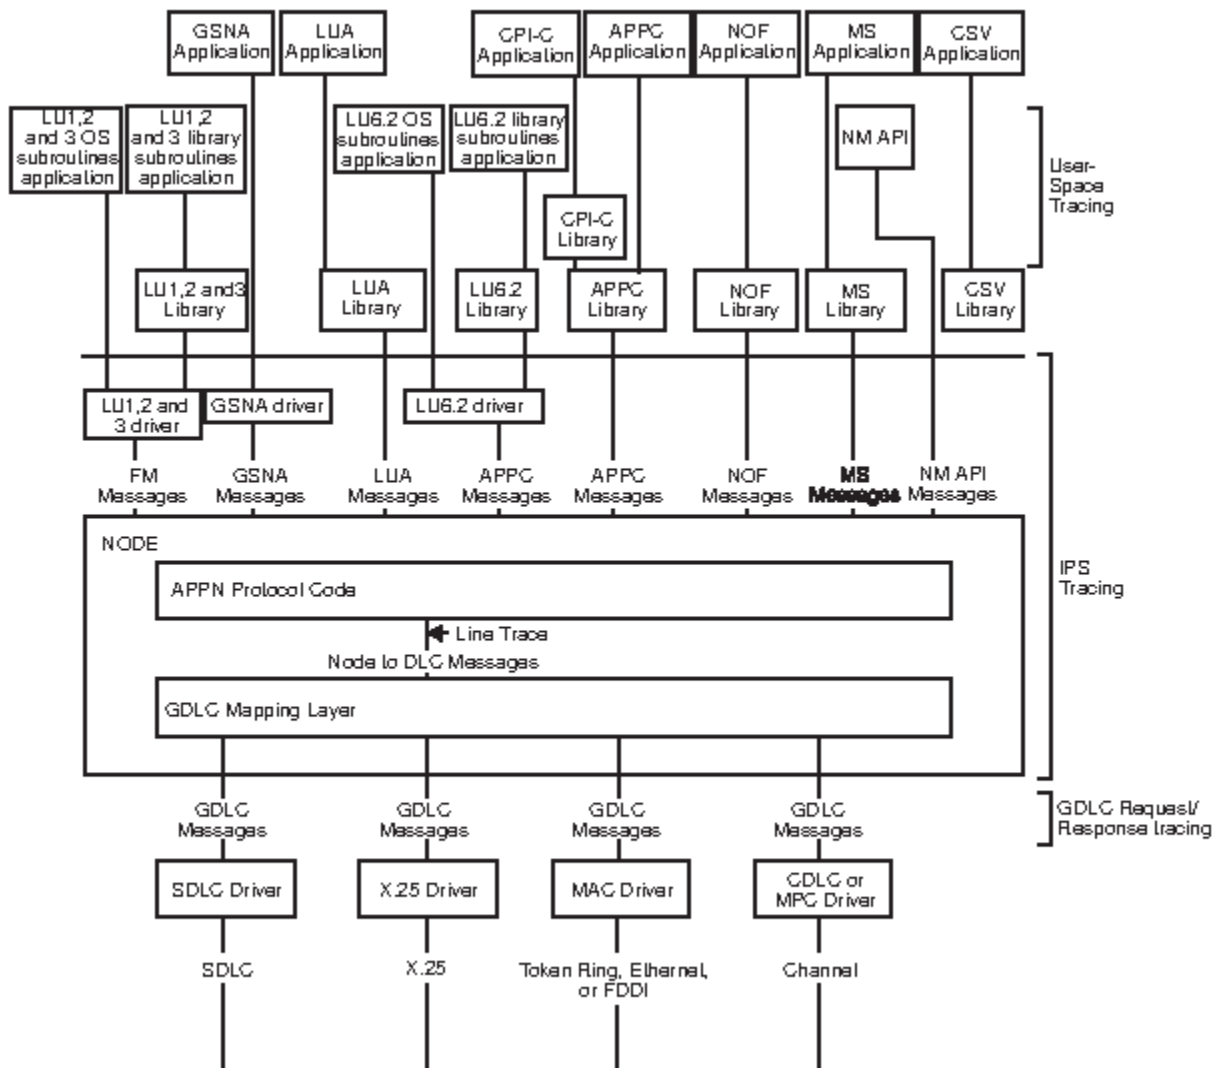 GSNA
Application
LUA
Application
CPI-C
Application
APPC
Application
NOF
Application
MS
Application
CSV
Application
LU1,2
and 3 OS
subroutines
application
LU1,2
and 3 library
subroutines
application
LU6.2 OS
subroutines
application
LU6.2 library
subroutines
application
NM API
User-
Space
Tracing
CPI-C
Library
LU1,2 and3
Library
LUA
Library
LU6.2
Library
APPC
Library
NOF
Library
MS
Library
CSV
Library
LU1,2 and
3 driver
GSNA driver
LU6.2 driver
FM
Messages
GSNA
Messages
LUA
Messages
APPC
Messages
APPC
Messages
NOF
Messages
MS
Messages
NM API
Messages
NODE
APPN Protocol Code
IPS
Tracing
Line Trace
Node to DLC Messages
GDLC Mapping Layer
GDLC
Messages
GDLC
Messages
GDLC
Messages
GDLC
Messages
GDLC Request/
Response tracing
SDLC Driver
X.25 Driver
MAC Driver
CDLC or
MPC Driver
SDLC
X.25
Token Ring, Ethernet,
or FDDI
Channel